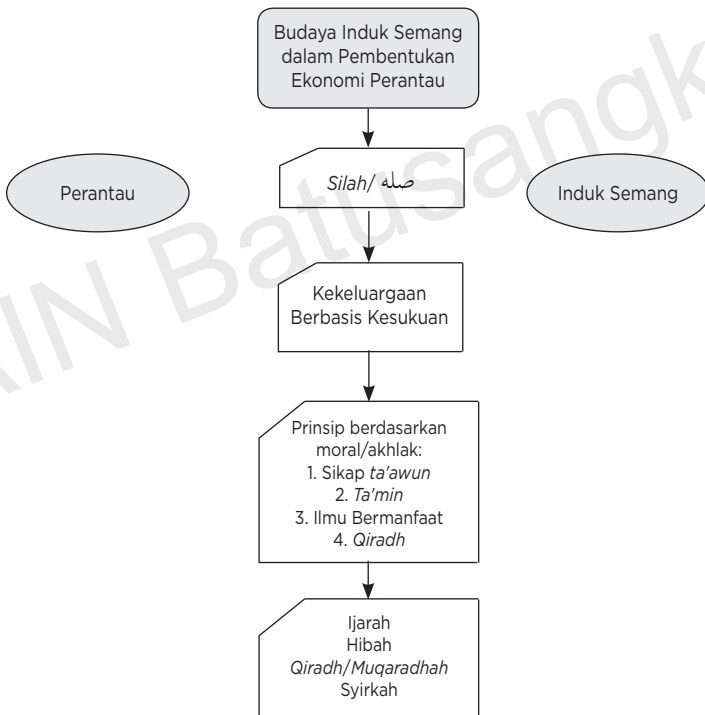 Budaya Induk Semang
dalam Pembentukan
Ekonomi Perantau
Silah/ صله
Perantau
Induk Semang
Kekeluargaan
Berbasis Kesukuan
Prinsip berdasarkan
moral/akhlak:
1. Sikap ta'awun
2. Ta'min
3. Ilmu Bermanfaat
4. Qiradh
Ijarah
Hibah
Qiradh/Muqaradhah
Syirkah